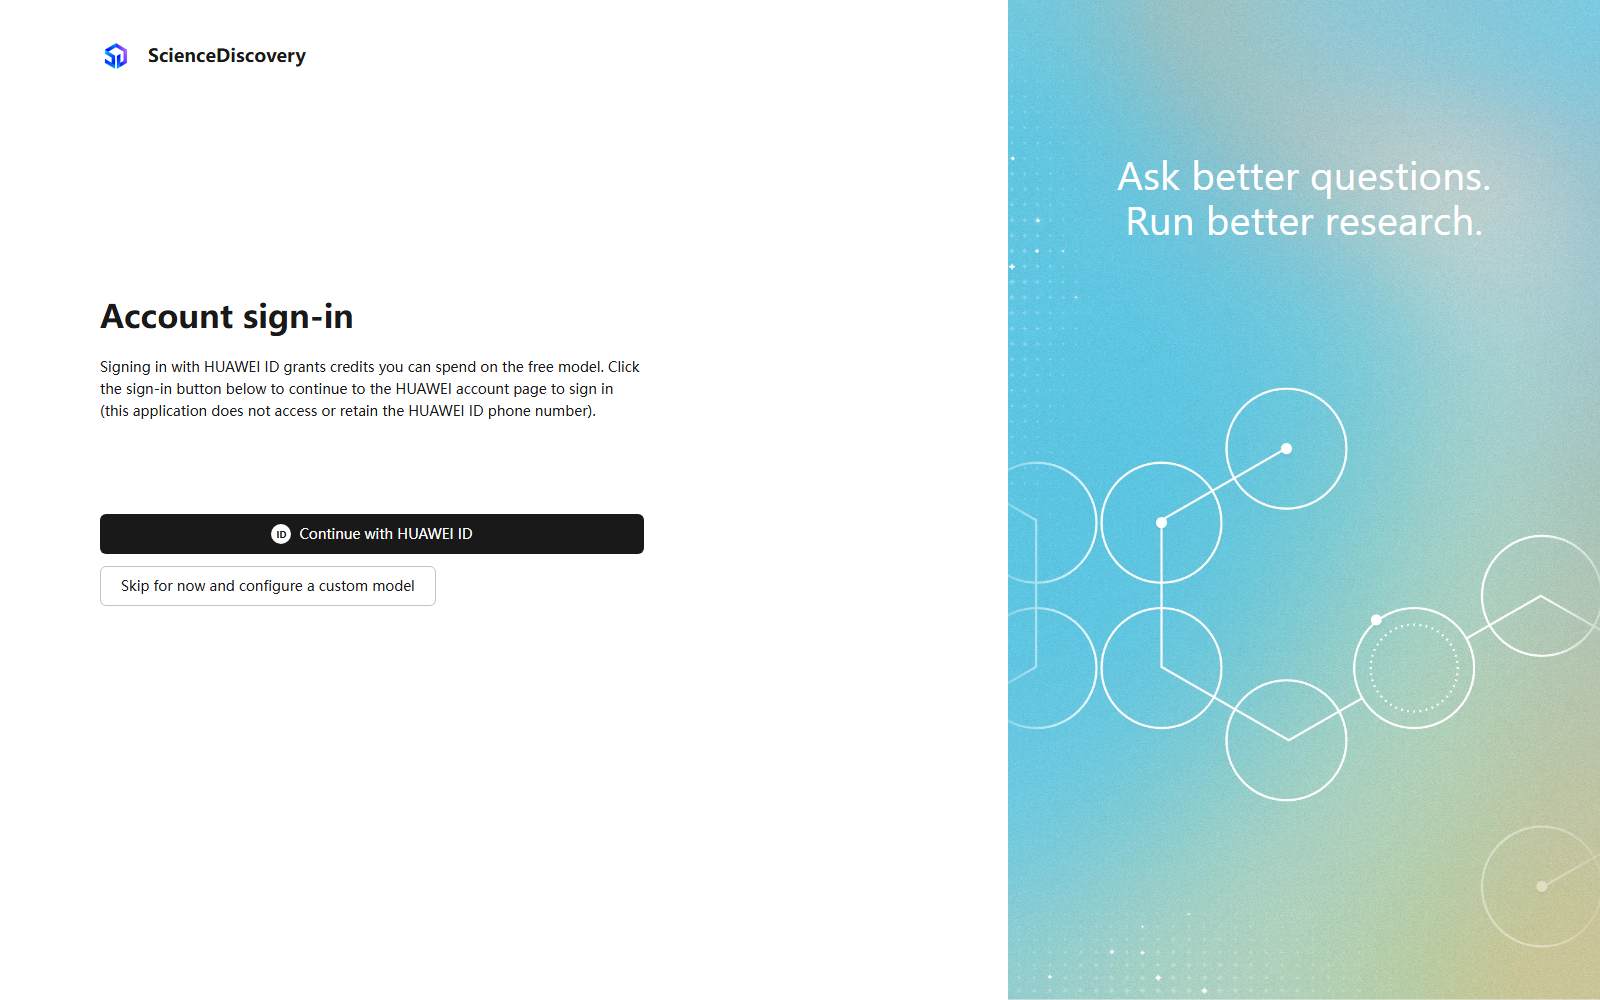 ScienceDiscovery
Account sign-in
Signing in with HUAWEI ID grants credits you can spend on the free model. Click
the sign-in button below to continue to the HUAWEI account page to sign in
(this application does not access or retain the HUAWEI ID phone number).
ID Continue with HUAWEI ID
Skip for now and configure a custom model
Ask better questions.
Run better research.